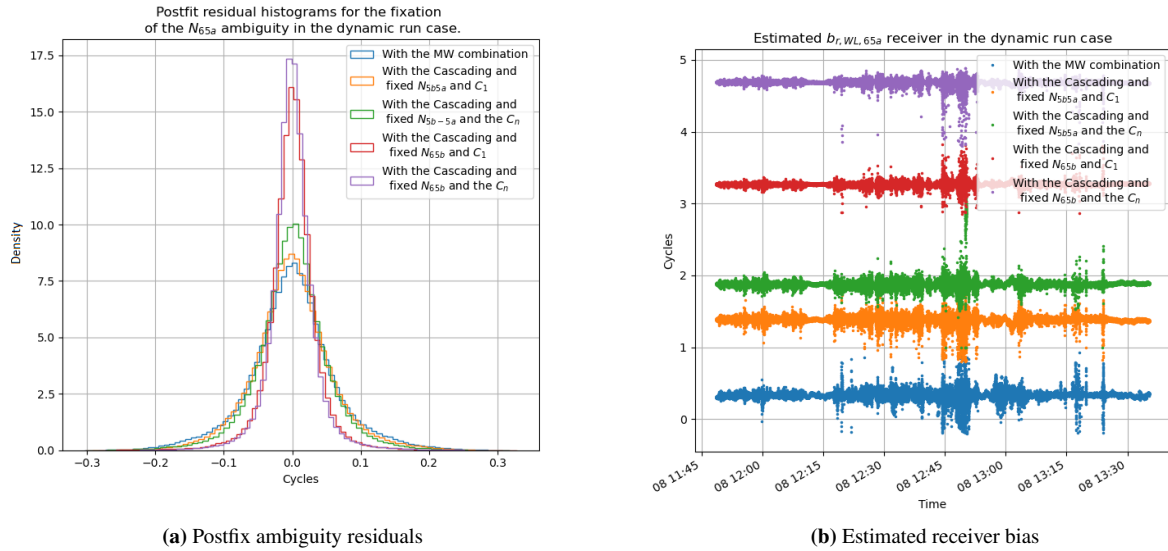 Postfit residual histograms for the fixation
of the N65a ambiguity in the dynamic run case.
17.5
15.0
12.5
10.0
7.5
5.0
2.5
0.0
Density
With the MW combination
With the Cascading and
fixed N5b5a and C1
With the Cascading and
fixed N5b−5a and the Cn
With the Cascading and
fixed N65b and C1
With the Cascading and
fixed N65b and the Cn
−0.3 −0.2 −0.1 0.0 0.1 0.2 0.3
Cycles
(a) Postfix ambiguity residuals
Estimated br,WL,65a receiver in the dynamic run case
5
4
3
2
1
0
Cycles
With the MW combination
With the Cascading and
fixed N5b5a and C1
With the Cascading and
fixed N5b5a and the Cn
With the Cascading and
fixed N65b and C1
With the Cascading and
fixed N65b and the Cn
08 11:45 08 12:00 08 12:15 08 12:30 08 12:45 08 13:00 08 13:15 08 13:30
Time
(b) Estimated receiver bias